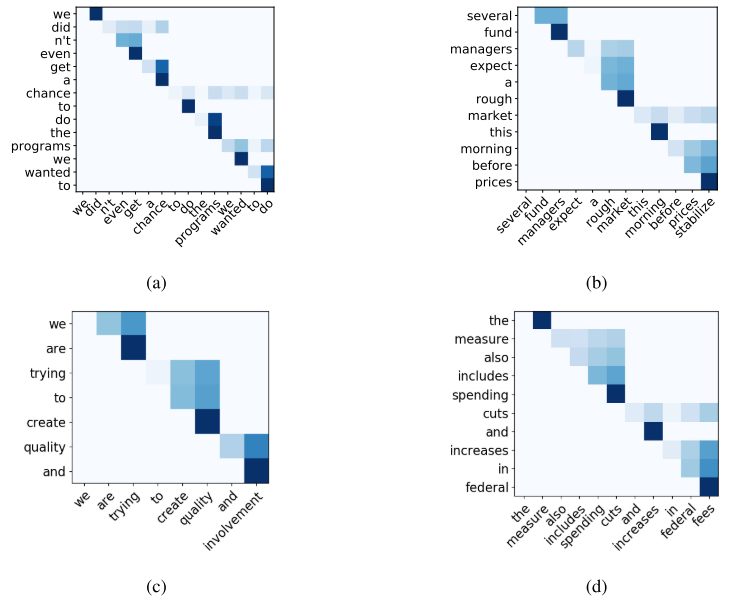 we
did
n't
even
get
a
chance
to
do
the
programs
we
wanted
to
we did n't even get a chance to do the programs we wanted to do
(a)
several
fund
managers
expect
a
rough
market
this
morning
before
prices
several fund managers expect a rough market this morning before prices stabilize
(b)
we
are
trying
to
create
quality
and
we are trying to create quality and involvement
(c)
the
measure
also
includes
spending
cuts
and
increases
in
federal
the measure also includes spending cuts and increases in federal fees
(d)